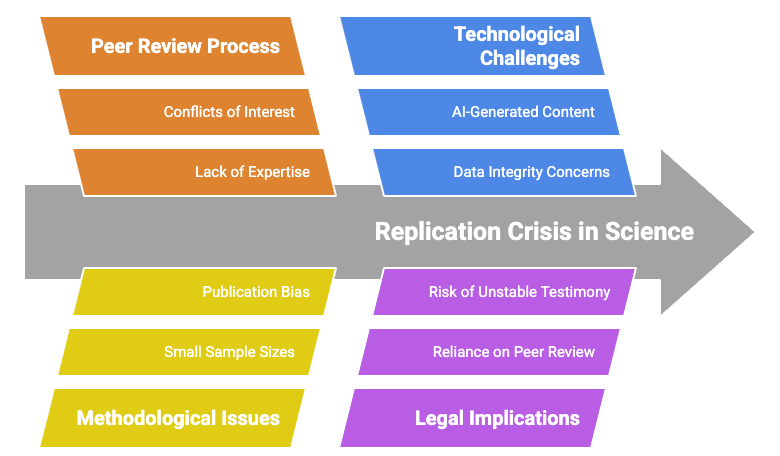 Peer Review Process
Conflicts of Interest
Lack of Expertise
Technological
Challenges
AI-Generated Content
Data Integrity Concerns
Replication Crisis in Science
Publication Bias
Small Sample Sizes
Methodological Issues
Risk of Unstable Testimony
Reliance on Peer Review
Legal Implications